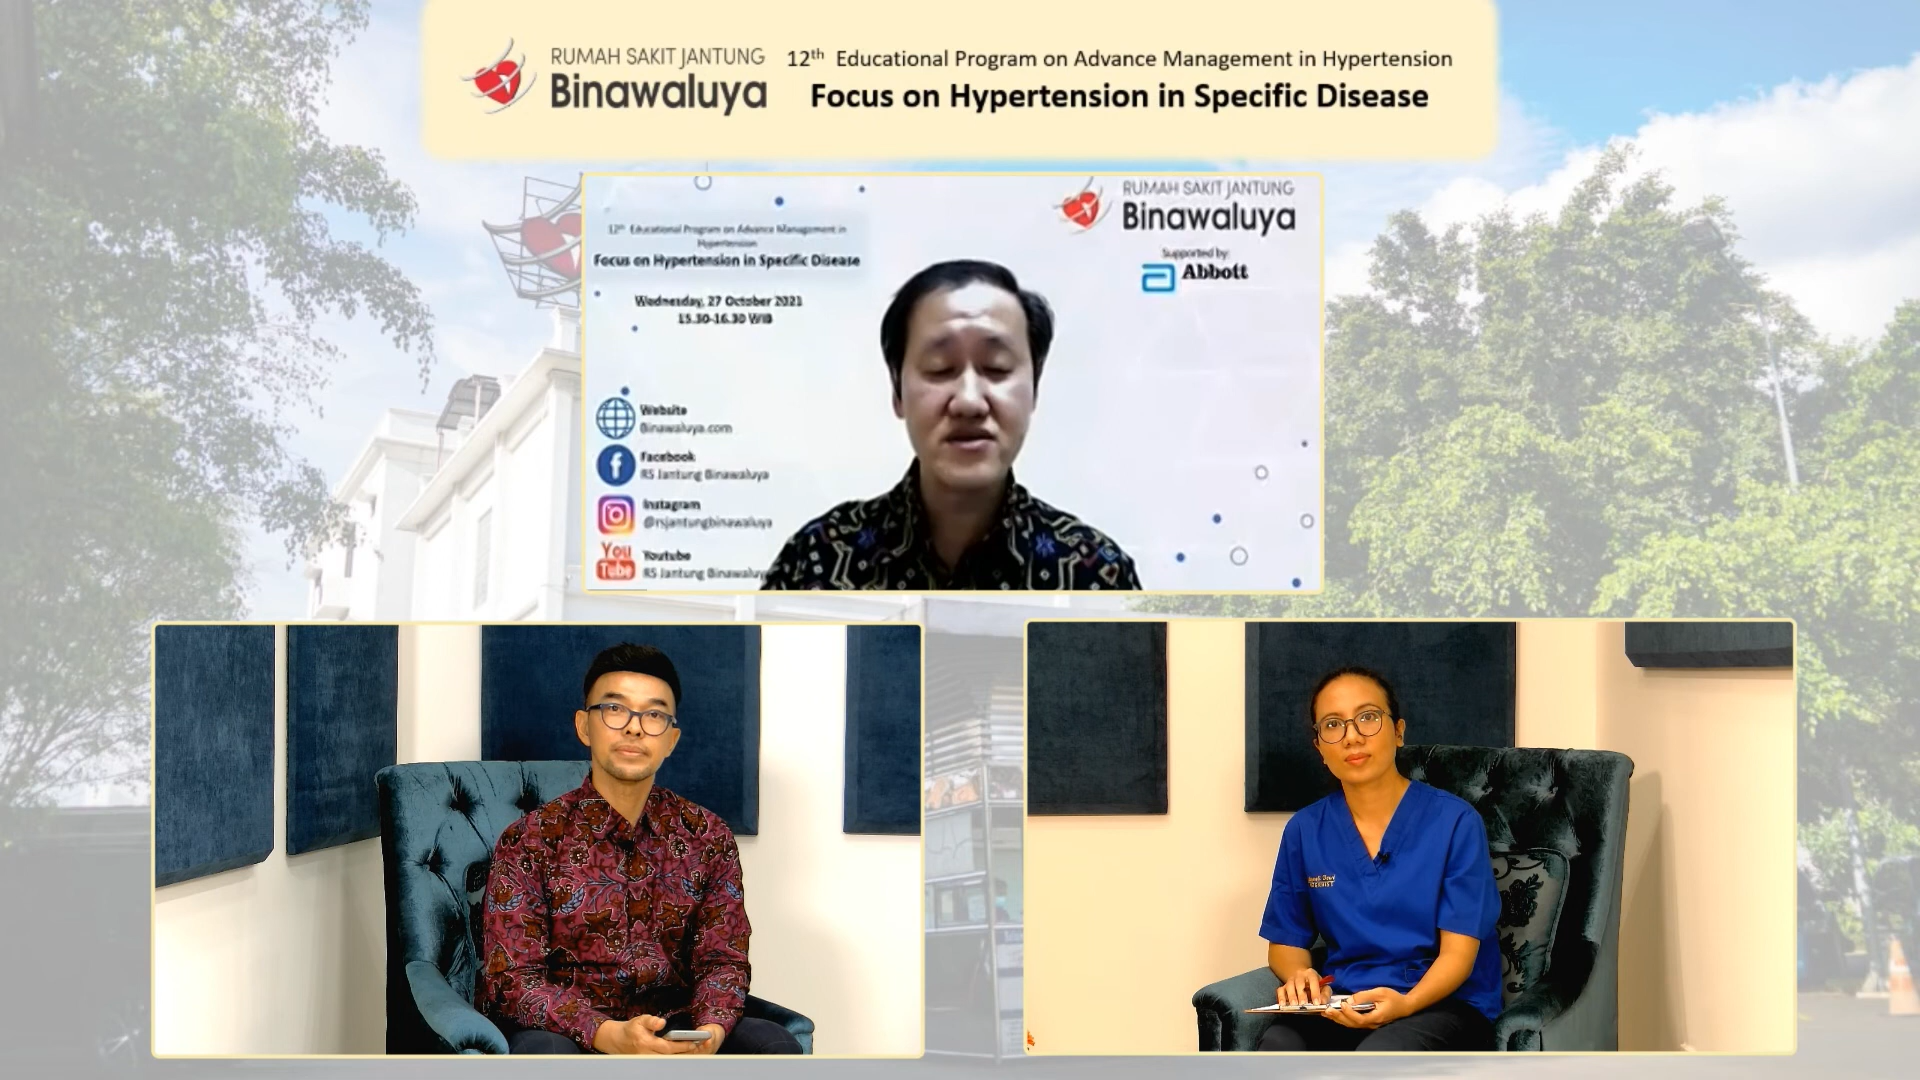 RUMAH SAKIT JANTUNG
Binawaluya
12th Educational Program on Advance Management in Hypertension
Focus on Hypertension in Specific Disease
12th Educational Program on Advance Management in
Hypertension
Focus on Hypertension in Specific Disease
Wednesday, 27 October 2021
15.30-16.30 WIB
RUMAH SAKIT JANTUNG
Binawaluya
Supported by:
Abbott
Website
Binawaluya.com
Facebook
RS Jantung Binawaluya
Instagram
@rsjantungbinawaluya
You
Tube
Youtube
RS Jantung Binawaluy